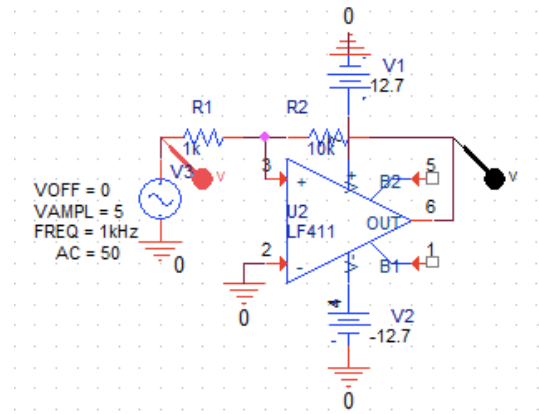 0
V1
12.7
R1
R2
1k
10k
V
V3
3
+
V+
B2
5
V
VOFF = 0
VAMPL = 5
FREQ = 1kHz
AC = 50
U2
LF411
OUT
6
2
-
V-
B1
1
0
0
4
V2
-12.7
0